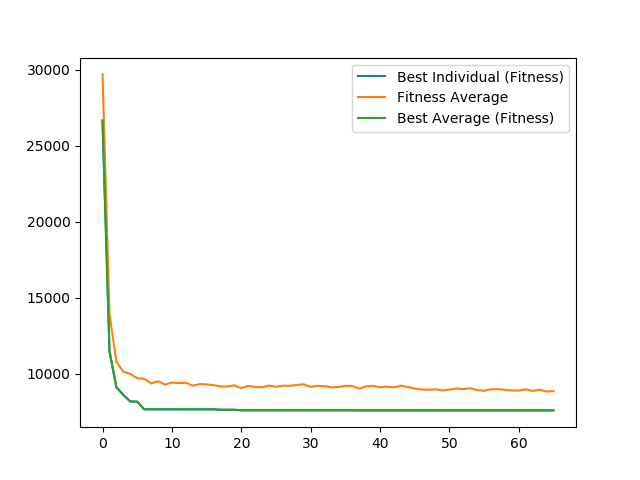 Best Individual (Fitness)
Fitness Average
Best Average (Fitness)
30000
25000
20000
15000
10000
0 10 20 30 40 50 60